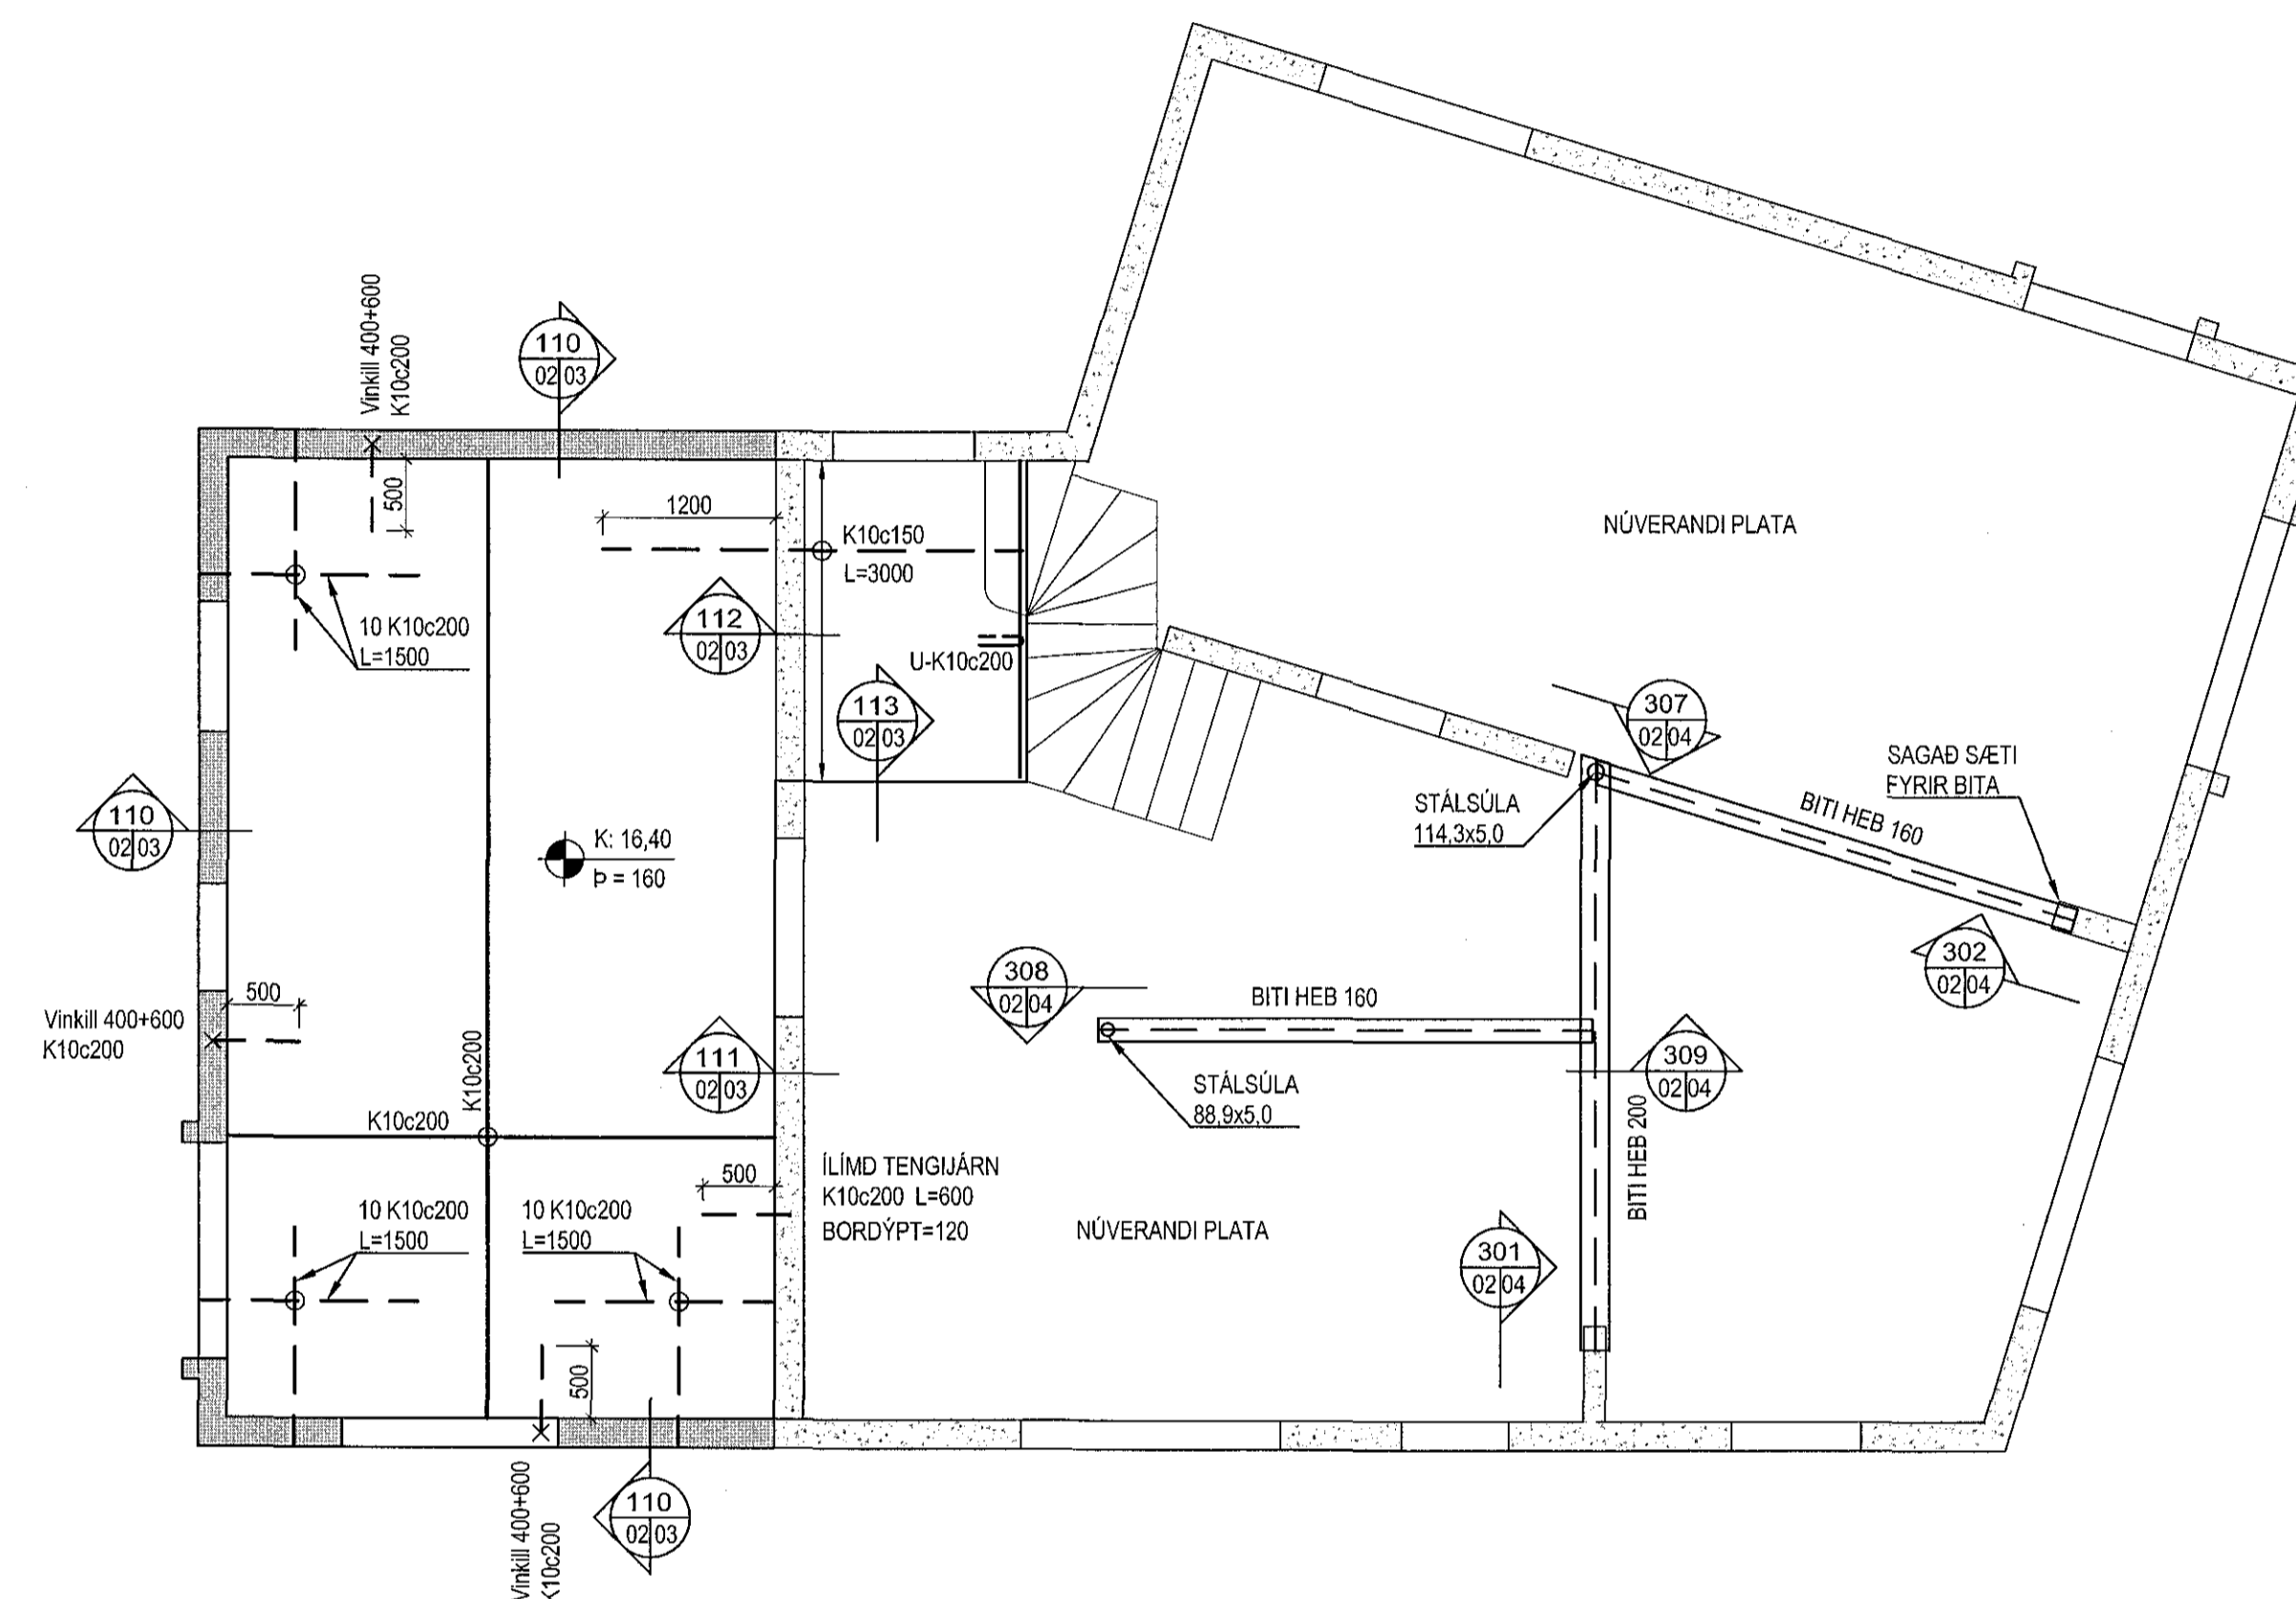 Vinkill 400+600
K10c200
110
02 03
500
1200
K10c150
L=3000
NÚVERANDI PLATA
10 K10c200
L=1500
112
02 03
U-K10c200
113
02 03
307
02 04
SAGAÐ SÆTI
FYRIR BITA
STÁLSÚLA
114,3x5,0
BITI HEB 160
110
02 03
K: 16,40
Þ = 160
302
02 04
308
02 04
BITI HEB 160
500
Vinkill 400+600
K10c200
K10c200
111
02 03
309
02 04
STÁLSÚLA
88,9x5,0
K10c200
BITI HEB 200
ÍLÍMD TENGIJÁRN
K10c200 L=600
BORDÝPT=120
500
10 K10c200
L=1500
10 K10c200
L=1500
NÚVERANDI PLATA
301
02 04
500
110
02 03
Vinkill 400+600
K10c200